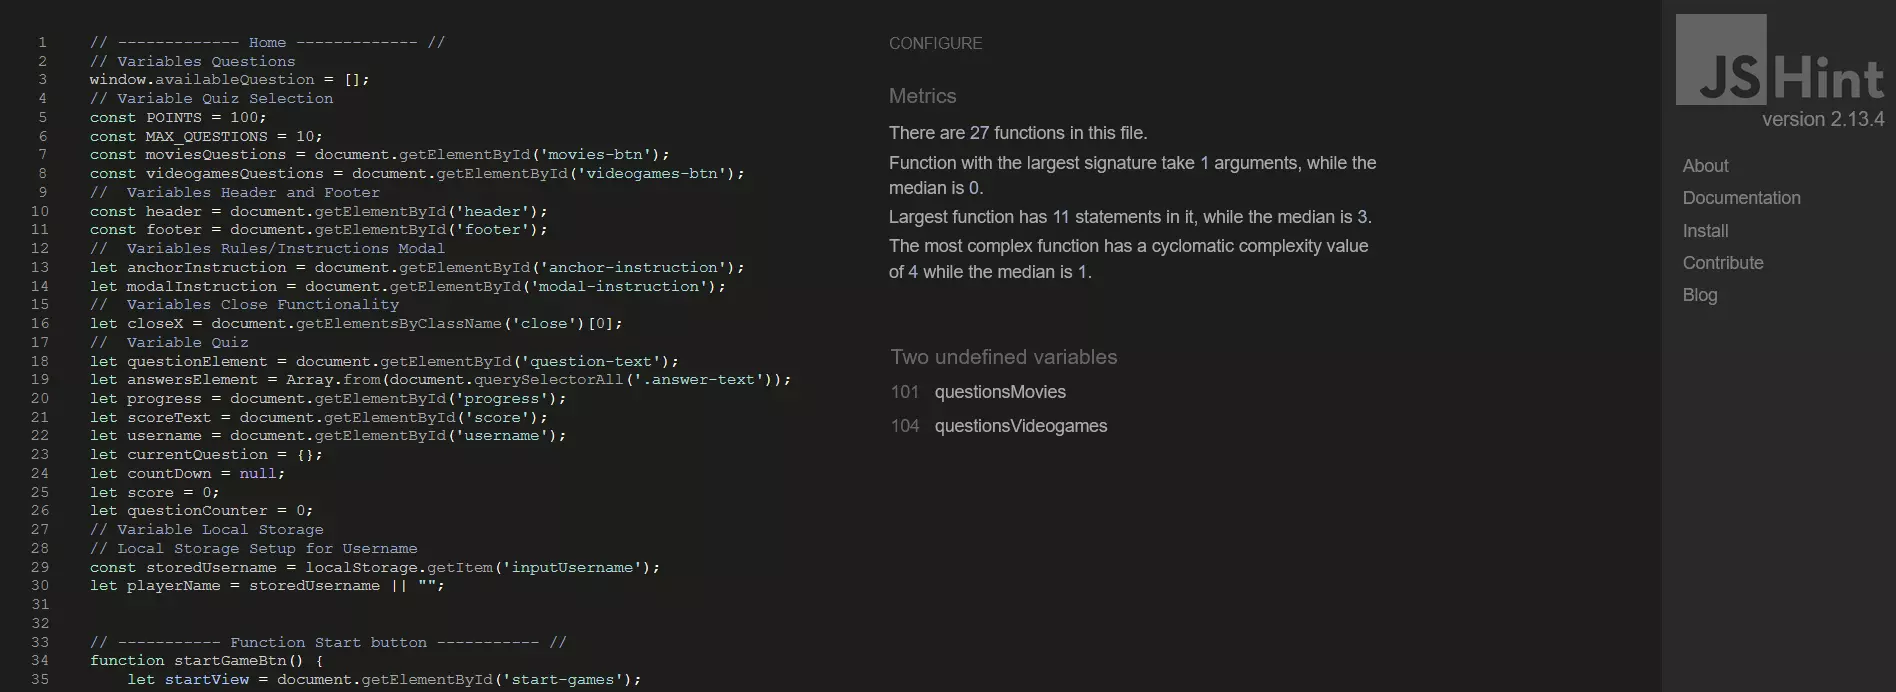 1 // ------------- Home ------------- //
2 // Variables Questions
3 window.availableQuestion = [];
4 // Variable Quiz Selection
5 const POINTS = 100;
6 const MAX_QUESTIONS = 10;
7 const moviesQuestions = document.getElementById('movies-btn');
8 const videogamesQuestions = document.getElementById('videogames-btn');
9 //  Variables Header and Footer
10 const header = document.getElementById('header');
11 const footer = document.getElementById('footer');
12 //  Variables Rules/Instructions Modal
13 let anchorInstruction = document.getElementById('anchor-instruction');
14 let modalInstruction = document.getElementById('modal-instruction');
15 //  Variables Close Functionality
16 let closeX = document.getElementsByClassName('close')[0];
17 //  Variable Quiz
18 let questionElement = document.getElementById('question-text');
19 let answersElement = Array.from(document.querySelectorAll('.answer-text'));
20 let progress = document.getElementById('progress');
21 let scoreText = document.getElementById('score');
22 let username = document.getElementById('username');
23 let currentQuestion = {};
24 let countDown = null;
25 let score = 0;
26 let questionCounter = 0;
27 // Variable Local Storage
28 // Local Storage Setup for Username
29 const storedUsername = localStorage.getItem('inputUsername');
30 let playerName = storedUsername || "";
31
32
33 // ----------- Function Start button ----------- //
34 function startGameBtn() {
35     let startView = document.getElementById('start-games');
CONFIGURE
Metrics
There are 27 functions in this file.
Function with the largest signature take 1 arguments, while the
median is 0.
Largest function has 11 statements in it, while the median is 3.
The most complex function has a cyclomatic complexity value
of 4 while the median is 1.
Two undefined variables
101 questionsMovies
104 questionsVideogames
JSHint
version 2.13.4
About
Documentation
Install
Contribute
Blog